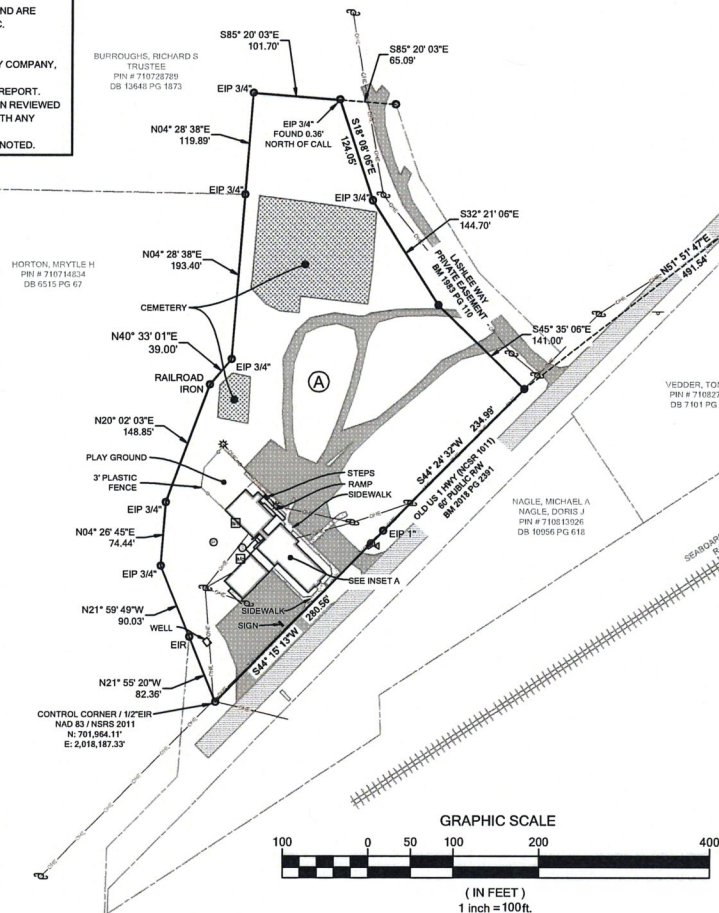 ND ARE
C.
Y COMPANY,
REPORT.
N REVIEWED
TH ANY
NOTED.
BURROUGHS, RICHARD S
TRUSTEE
PIN # 710728789
DB 13648 PG 1873
S85° 20' 03"E
101.70'
S85° 20' 03"E
65.09'
EIP 3/4"
EIP 3/4"
FOUND 0.36'
NORTH OF CALL
S18° 08' 06"E
124.05'
N04° 28' 38"E
119.89'
EIP 3/4"
EIP 3/4"
S32° 21' 06"E
144.70'
HORTON, MRYTLE H
PIN # 710714834
DB 6515 PG 67
N04° 28' 38"E
193.40'
CEMETERY
LASHLEE WAY
PRIVATE EASEMENT
BM 1983 PG 110
N51° 51' 47"E
491.54'
N40° 33' 01"E
39.00'
S45° 35' 06"E
141.00'
EIP 3/4"
RAILROAD
IRON
A
VEDDER, TOM
PIN # 71082
DB 7101 PG
N20° 02' 03"E
148.85'
S44° 24' 32"W
234.99'
OLD US 1 HWY (NCSR 1011)
60' PUBLIC R/W
BM 2018 PG 2391
PLAY GROUND
3' PLASTIC
FENCE
STEPS
RAMP
SIDEWALK
NAGLE, MICHAEL A
NAGLE, DORIS J
PIN # 710813926
DB 10956 PG 618
EIP 3/4"
N04° 26' 45"E
74.44'
EIP 1"
SEABOARD
EIP 3/4"
SEE INSET A
N21° 59' 49"W
90.03'
SIDEWALK
SIGN
WELL
EIR
S44° 15' 13"W
280.56'
N21° 55' 20"W
82.36'
CONTROL CORNER / 1/2"EIR
NAD 83 / NSRS 2011
N: 701,964.11'
E: 2,018,187.33'
OHE
GRAPHIC SCALE
100 0 50 100 200 400
( IN FEET )
1 inch = 100ft.